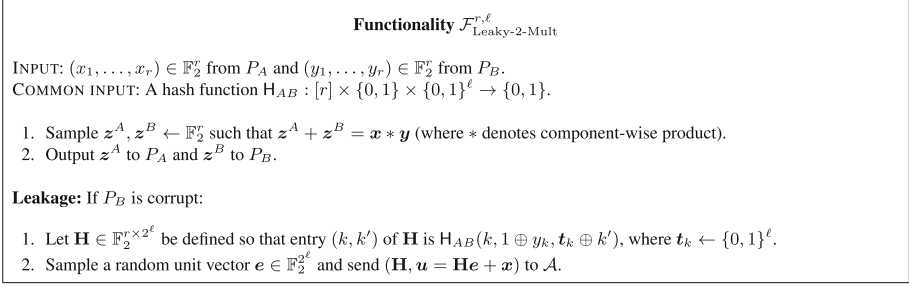 Functionality $\mathcal{F}_{\text{Leaky-2-Mult}}^{r,\ell}$
INPUT: $(x_1, \ldots, x_r) \in \mathbb{F}_2^r$ from $P_A$ and $(y_1, \ldots, y_r) \in \mathbb{F}_2^r$ from $P_B$.
COMMON INPUT: A hash function $\mathsf{H}_{AB} : [r] \times \{0, 1\} \times \{0, 1\}^\ell \to \{0, 1\}$.
1. Sample $\boldsymbol{z}^A, \boldsymbol{z}^B \leftarrow \mathbb{F}_2^r$ such that $\boldsymbol{z}^A + \boldsymbol{z}^B = \boldsymbol{x} * \boldsymbol{y}$ (where $*$ denotes component-wise product).
2. Output $\boldsymbol{z}^A$ to $P_A$ and $\boldsymbol{z}^B$ to $P_B$.
Leakage: If $P_B$ is corrupt:
1. Let $\mathbf{H} \in \mathbb{F}_2^{r \times 2^\ell}$ be defined so that entry $(k, k')$ of $\mathbf{H}$ is $\mathsf{H}_{AB}(k, 1 \oplus y_k, \boldsymbol{t}_k \oplus k')$, where $\boldsymbol{t}_k \leftarrow \{0, 1\}^\ell$.
2. Sample a random unit vector $\boldsymbol{e} \in \mathbb{F}_2^{2^\ell}$ and send $(\mathbf{H}, \boldsymbol{u} = \mathbf{H}\boldsymbol{e} + \boldsymbol{x})$ to $\mathcal{A}$.